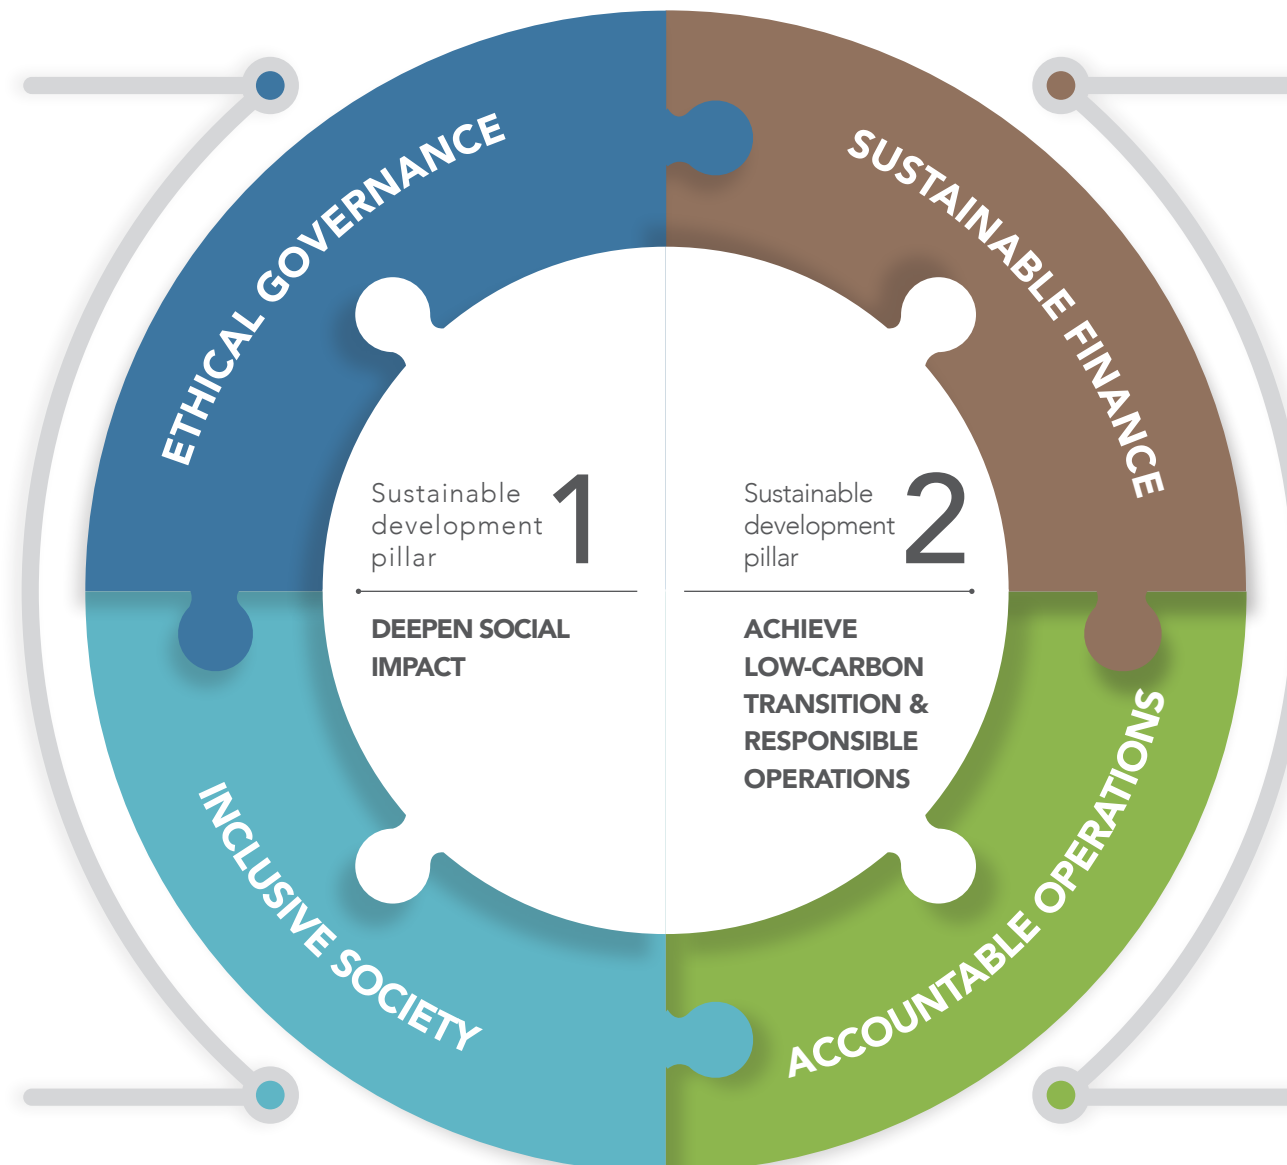 ETHICAL GOVERNANCE
SUSTAINABLE FINANCE
Sustainable
development
pillar
1
DEEPEN SOCIAL
IMPACT
Sustainable
development
pillar
2
ACHIEVE
LOW-CARBON
TRANSITION &
RESPONSIBLE
OPERATIONS
INCLUSIVE SOCIETY
ACCOUNTABLE OPERATIONS